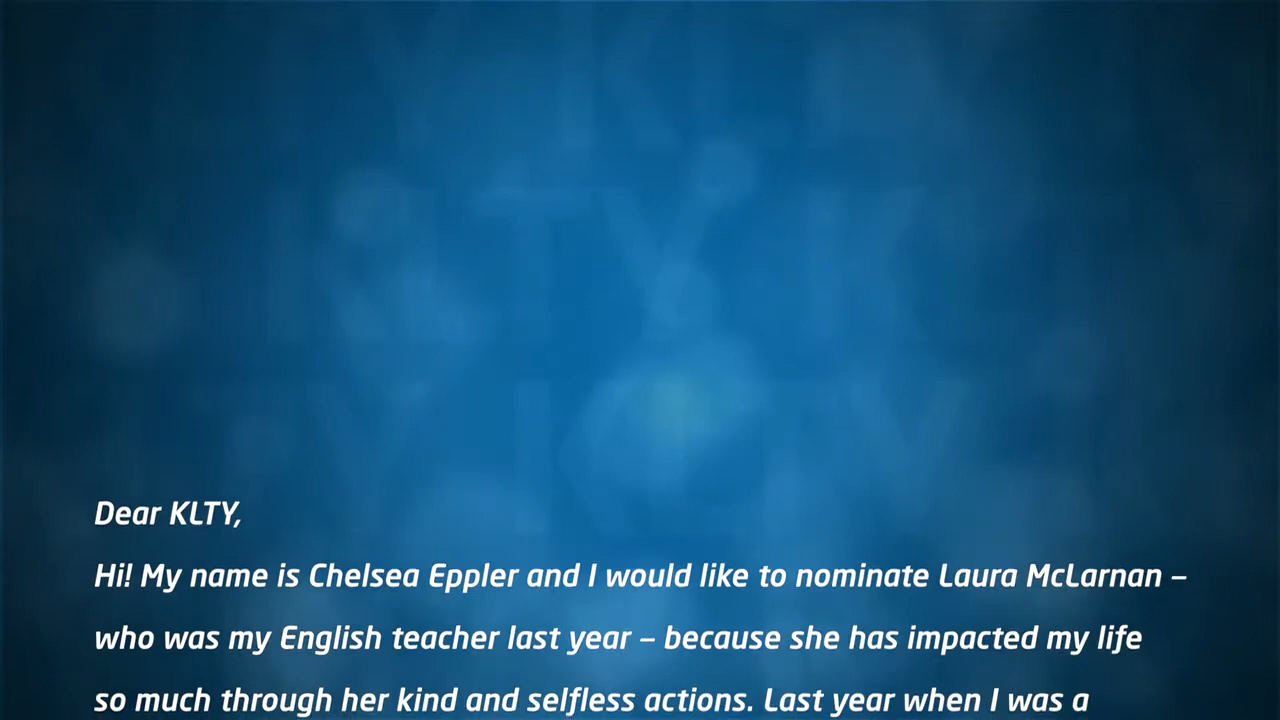 Dear KLTY,
Hi! My name is Chelsea Eppler and I would like to nominate Laura McLarnan –
who was my English teacher last year – because she has impacted my life
so much through her kind and selfless actions. Last year when I was a